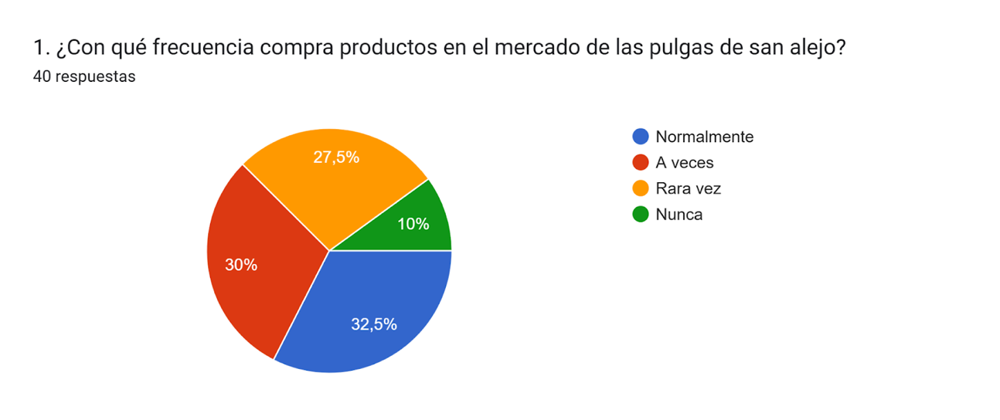 1. ¿Con qué frecuencia compra productos en el mercado de las pulgas de san alejo?
40 respuestas
27,5%
10%
30%
32,5%
Normalmente
A veces
Rara vez
Nunca